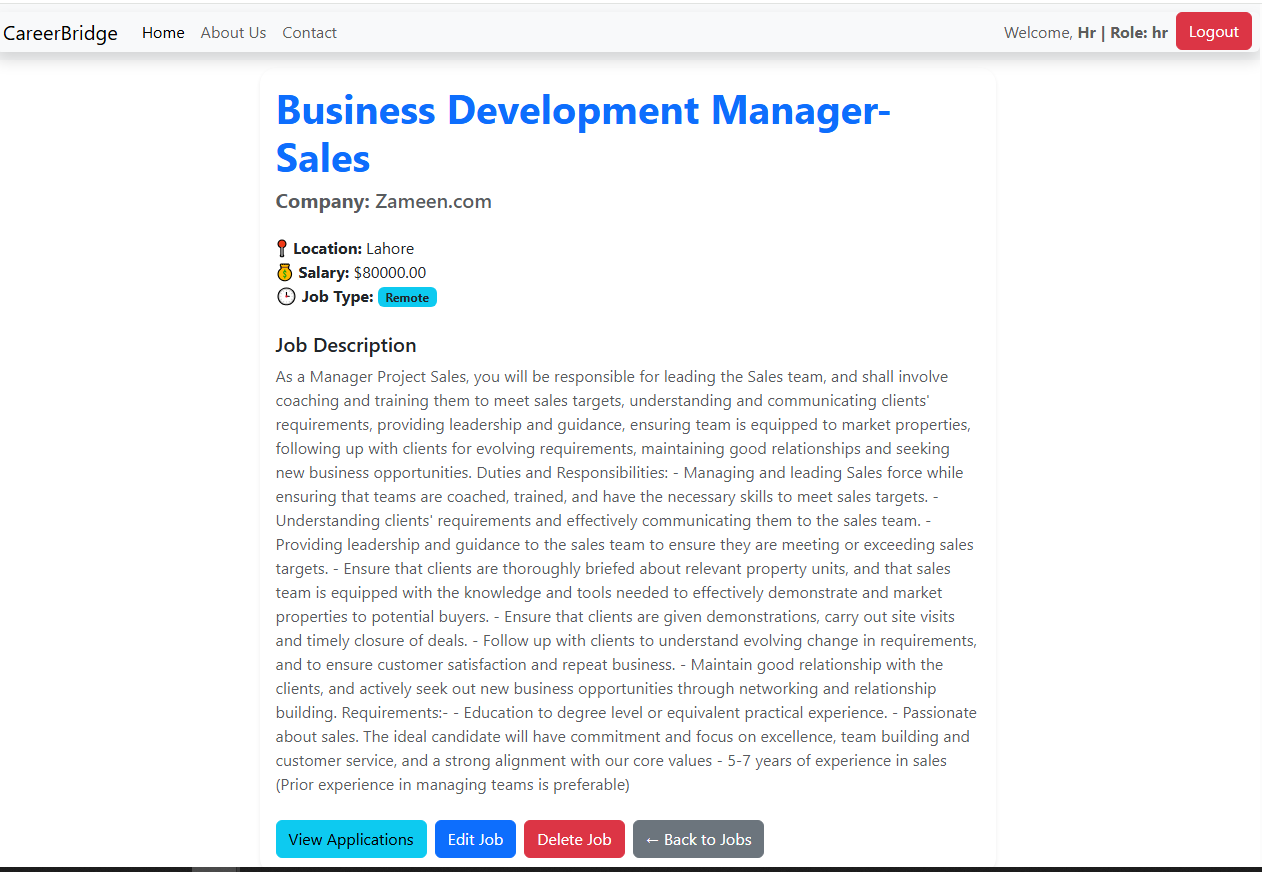 CareerBridge Home About Us Contact Welcome, Hr | Role: hr Logout
Business Development Manager-
Sales
Company: Zameen.com
Location: Lahore
Salary: $80000.00
Job Type: Remote
Job Description
As a Manager Project Sales, you will be responsible for leading the Sales team, and shall involve
coaching and training them to meet sales targets, understanding and communicating clients'
requirements, providing leadership and guidance, ensuring team is equipped to market properties,
following up with clients for evolving requirements, maintaining good relationships and seeking
new business opportunities. Duties and Responsibilities: - Managing and leading Sales force while
ensuring that teams are coached, trained, and have the necessary skills to meet sales targets. -
Understanding clients' requirements and effectively communicating them to the sales team. -
Providing leadership and guidance to the sales team to ensure they are meeting or exceeding sales
targets. - Ensure that clients are thoroughly briefed about relevant property units, and that sales
team is equipped with the knowledge and tools needed to effectively demonstrate and market
properties to potential buyers. - Ensure that clients are given demonstrations, carry out site visits
and timely closure of deals. - Follow up with clients to understand evolving change in requirements,
and to ensure customer satisfaction and repeat business. - Maintain good relationship with the
clients, and actively seek out new business opportunities through networking and relationship
building. Requirements:- - Education to degree level or equivalent practical experience. - Passionate
about sales. The ideal candidate will have commitment and focus on excellence, team building and
customer service, and a strong alignment with our core values - 5-7 years of experience in sales
(Prior experience in managing teams is preferable)
View Applications Edit Job Delete Job ← Back to Jobs